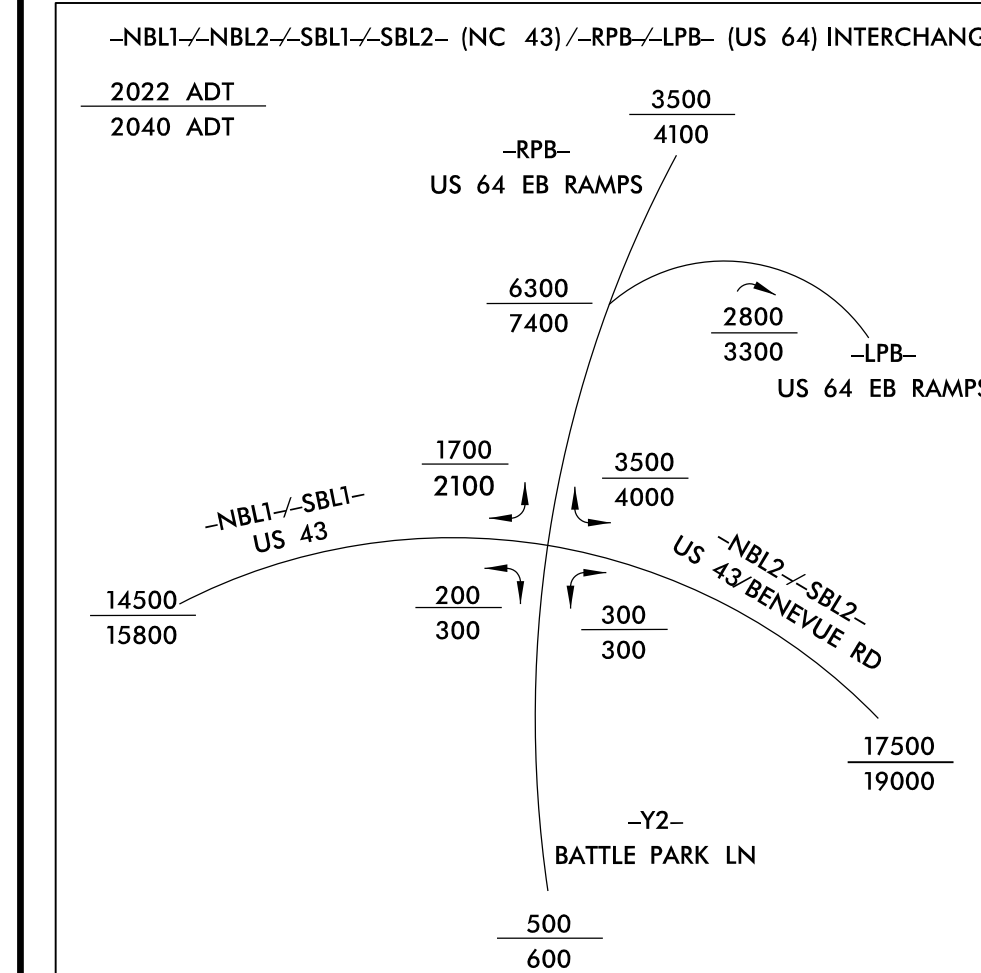 –NBL1–/–NBL2–/–SBL1–/–SBL2– (NC 43)/–RPB–/–LPB– (US 64) INTERCHANG
2022 ADT
2040 ADT
3500
4100
–RPB–
US 64 EB RAMPS
6300
7400
2800
3300
–LPB–
US 64 EB RAMPS
1700
2100
3500
4000
–NBL1–/–SBL1–
US 43
–NBL2–/–SBL2–
US 43/BENEVUE RD
14500
15800
200
300
300
300
17500
19000
–Y2–
BATTLE PARK LN
500
600